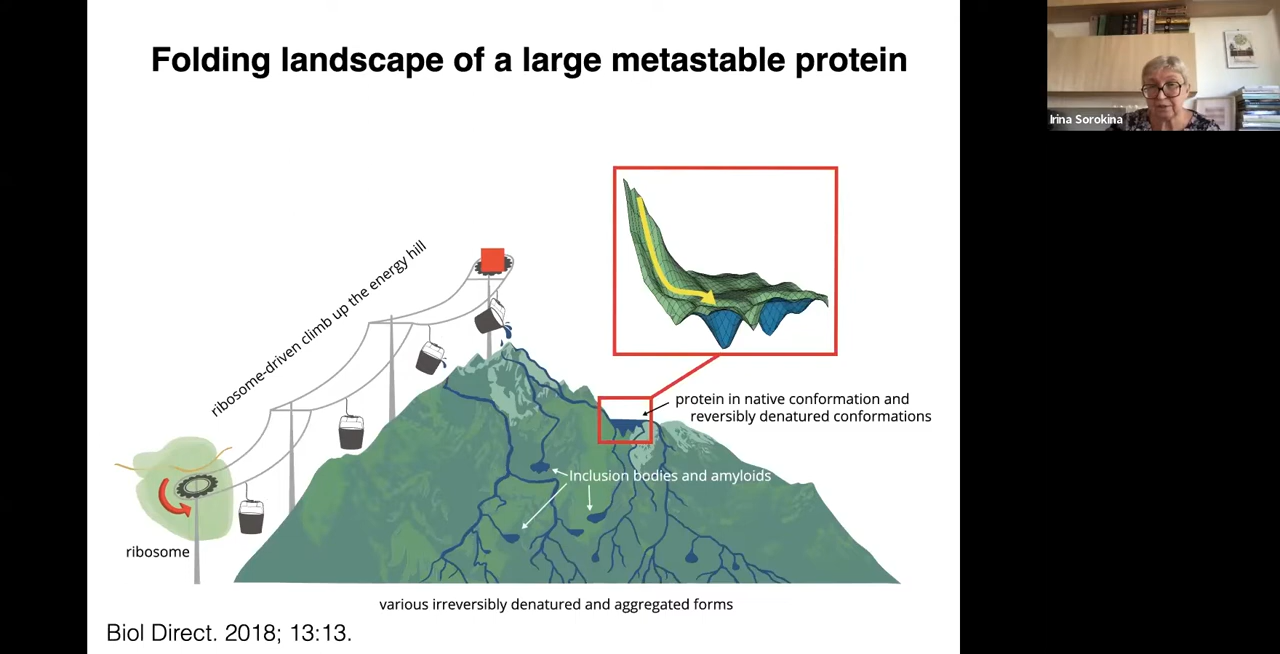 Folding landscape of a large metastable protein
Irina Sorokina
ribosome-driven climb up the energy hill
protein in native conformation and
reversibly denatured conformations
Inclusion bodies and amyloids
ribosome
various irreversibly denatured and aggregated forms
Biol Direct. 2018; 13:13.